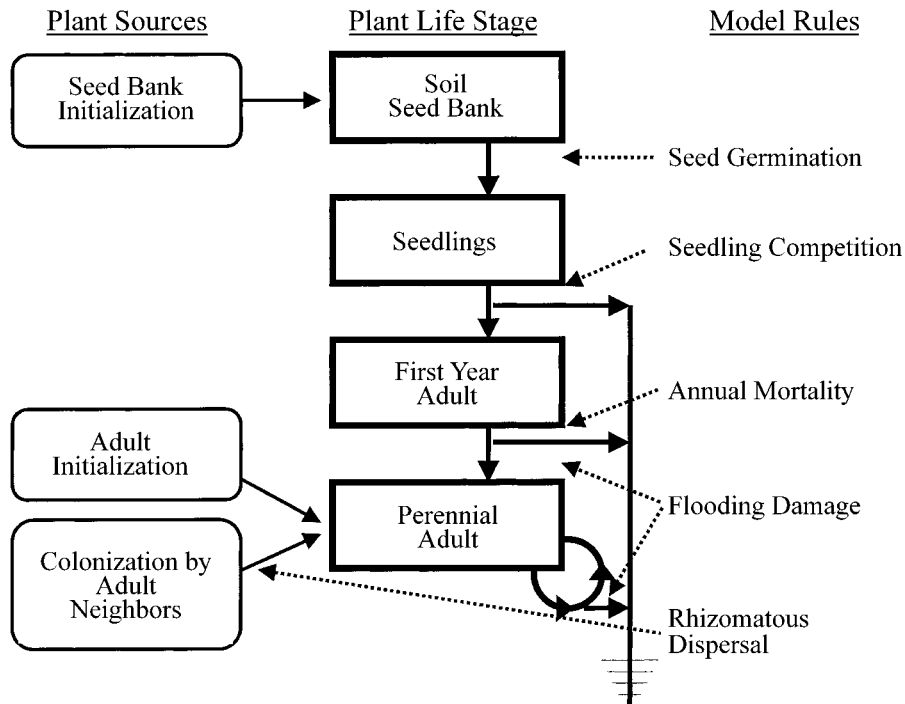 Plant Sources
Plant Life Stage
Model Rules
Seed Bank
Initialization
Soil
Seed Bank
Seed Germination
Seedlings
Seedling Competition
First Year
Adult
Annual Mortality
Adult
Initialization
Perennial
Adult
Flooding Damage
Colonization by
Adult
Neighbors
Rhizomatous
Dispersal